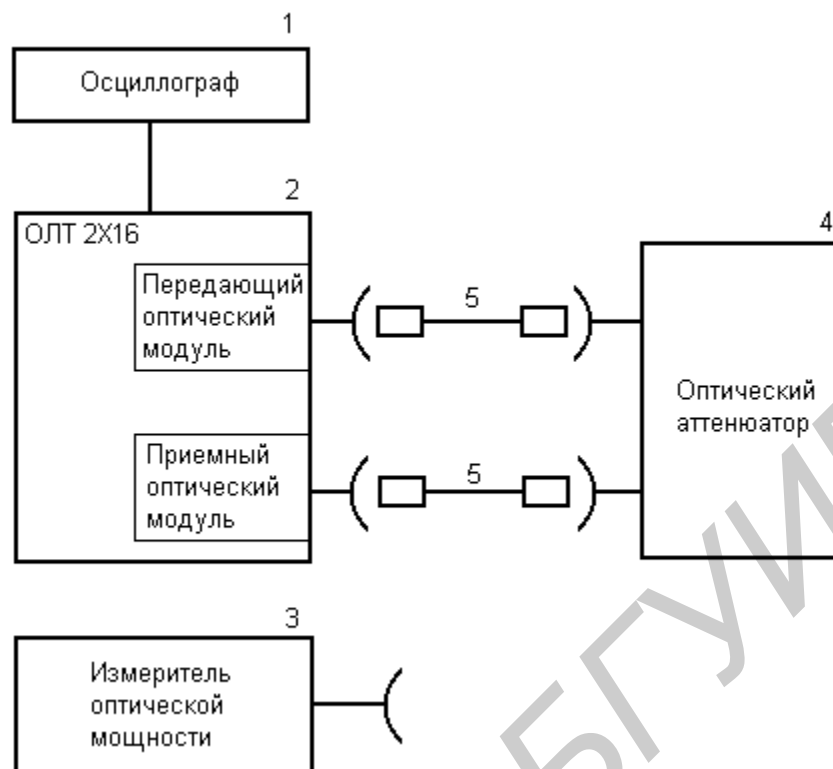 1
Осциллограф
2
ОЛТ 2X16
Передающий
оптический
модуль
5
4
Оптический
аттенюатор
Приемный
оптический
модуль
5
3
Измеритель
оптической
мощности